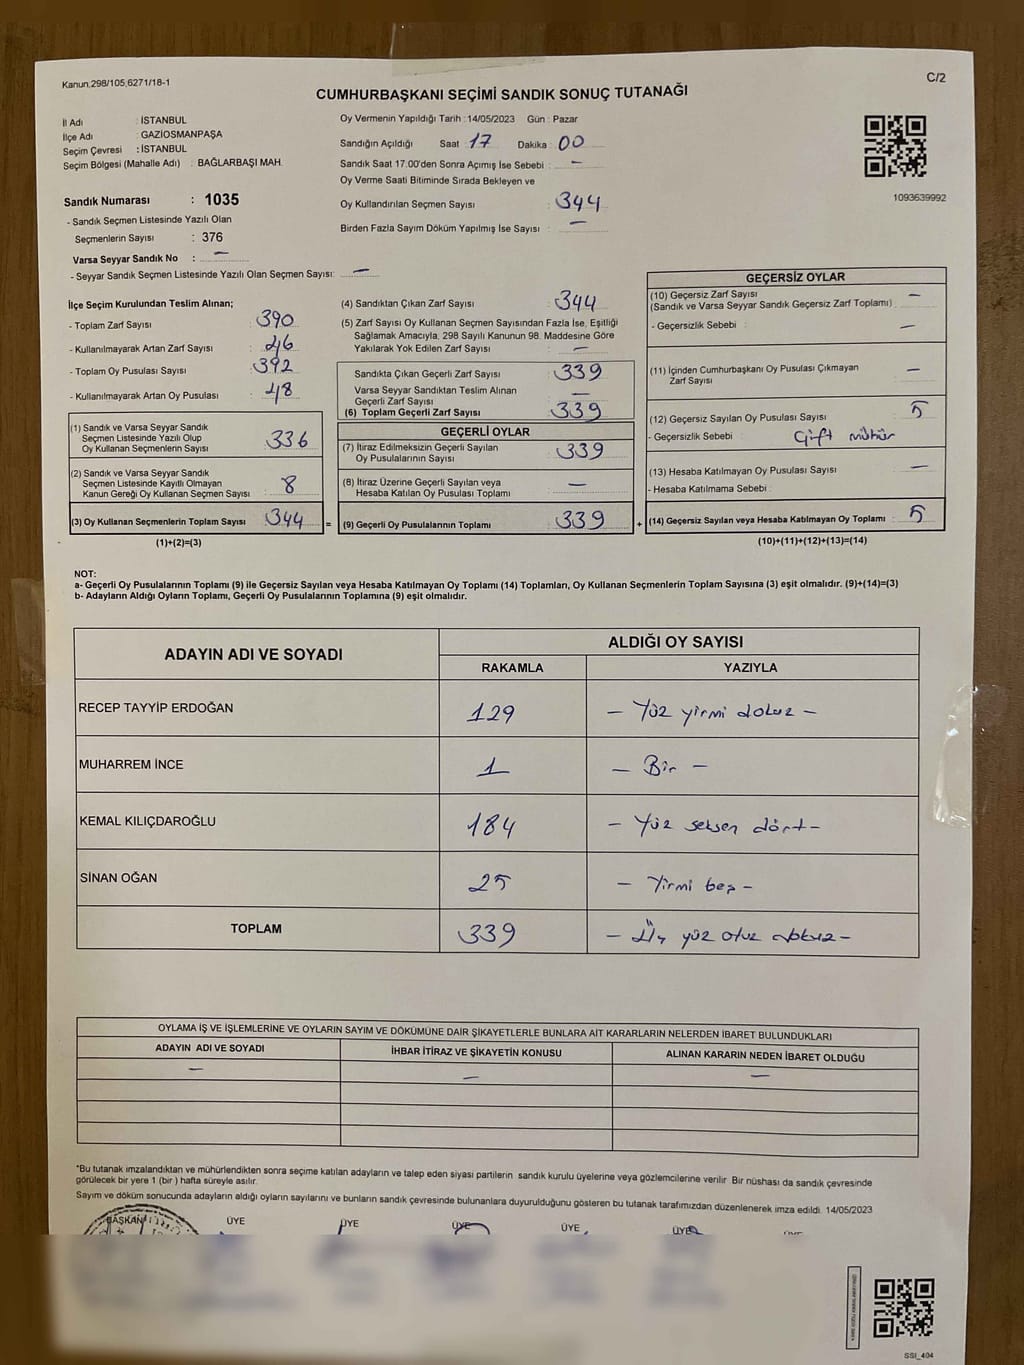 Kanun,298/105,6271/18-1
C/2
CUMHURBAŞKANI SEÇİMİ SANDIK SONUÇ TUTANAĞI
İl Adı : İSTANBUL
İlçe Adı : GAZİOSMANPAŞA
Seçim Çevresi : İSTANBUL
Seçim Bölgesi (Mahalle Adı) : BAĞLARBAŞI MAH.
Sandık Numarası : 1035
- Sandık Seçmen Listesinde Yazılı Olan
Seçmenlerin Sayısı : 376
Varsa Seyyar Sandık No : —
- Seyyar Sandık Seçmen Listesinde Yazılı Olan Seçmen Sayısı: —
Oy Vermenin Yapıldığı Tarih :14/05/2023 Gün : Pazar
Sandığın Açıldığı Saat 17 Dakika : 00
Sandık Saat 17.00'den Sonra Açımış İse Sebebi : —
Oy Verme Saati Bitiminde Sırada Bekleyen ve
Oy Kullandırılan Seçmen Sayısı : 344
Birden Fazla Sayım Döküm Yapılmış İse Sayısı : —
1093639992
İlçe Seçim Kurulundan Teslim Alınan;
- Toplam Zarf Sayısı : 390
- Kullanılmayarak Artan Zarf Sayısı : 46
- Toplam Oy Pusulası Sayısı : 392
- Kullanılmayarak Artan Oy Pusulası : 48
(1) Sandık ve Varsa Seyyar Sandık
Seçmen Listesinde Yazılı Olup
Oy Kullanan Seçmenlerin Sayısı 336
(2) Sandık ve Varsa Seyyar Sandık
Seçmen Listesinde Kayıtlı Olmayan
Kanun Gereği Oy Kullanan Seçmen Sayısı 8
(3) Oy Kullanan Seçmenlerin Toplam Sayısı 344 =
(1)+(2)=(3)
(4) Sandıktan Çıkan Zarf Sayısı : 344
(5) Zarf Sayısı Oy Kullanan Seçmen Sayısından Fazla İse, Eşitliği
Sağlamak Amacıyla, 298 Sayılı Kanunun 98. Maddesine Göre
Yakılarak Yok Edilen Zarf Sayısı : —
Sandıkta Çıkan Geçerli Zarf Sayısı : 339
Varsa Seyyar Sandıktan Teslim Alınan
Geçerli Zarf Sayısı : —
(6) Toplam Geçerli Zarf Sayısı : 339
GEÇERLİ OYLAR
(7) İtiraz Edilmeksizin Geçerli Sayılan
Oy Pusulalarının Sayısı : 339
(8) İtiraz Üzerine Geçerli Sayılan veya
Hesaba Katılan Oy Pusulası Toplamı : —
(9) Geçerli Oy Pusulalarının Toplamı : 339 +
GEÇERSİZ OYLAR
(10) Geçersiz Zarf Sayısı : —
(Sandık ve Varsa Seyyar Sandık Geçersiz Zarf Toplamı)
- Geçersizlik Sebebi : —
(11) İçinden Cumhurbaşkanı Oy Pusulası Çıkmayan
Zarf Sayısı : —
(12) Geçersiz Sayılan Oy Pusulası Sayısı : 5
- Geçersizlik Sebebi : Çift mühür
(13) Hesaba Katılmayan Oy Pusulası Sayısı : —
- Hesaba Katılmama Sebebi :
(14) Geçersiz Sayılan veya Hesaba Katılmayan Oy Toplamı : 5
(10)+(11)+(12)+(13)=(14)
NOT:
a- Geçerli Oy Pusulalarının Toplamı (9) ile Geçersiz Sayılan veya Hesaba Katılmayan Oy Toplamı (14) Toplamları, Oy Kullanan Seçmenlerin Toplam Sayısına (3) eşit olmalıdır. (9)+(14)=(3)
b- Adayların Aldığı Oyların Toplamı, Geçerli Oy Pusulalarının Toplamına (9) eşit olmalıdır.
ADAYIN ADI VE SOYADI
ALDIĞI OY SAYISI
RAKAMLA YAZIYLA
RECEP TAYYİP ERDOĞAN 129 — Yüz yirmi dokuz —
MUHARREM İNCE 1 — Bir —
KEMAL KILIÇDAROĞLU 184 — Yüz seksen dört —
SİNAN OĞAN 25 — Yirmi beş —
TOPLAM 339 — Üç yüz otuz dokuz —
OYLAMA İŞ VE İŞLEMLERİNE VE OYLARIN SAYIM VE DÖKÜMÜNE DAİR ŞİKAYETLERLE BUNLARA AİT KARARLARIN NELERDEN İBARET BULUNDUKLARI
ADAYIN ADI VE SOYADI İHBAR İTİRAZ VE ŞİKAYETİN KONUSU ALINAN KARARIN NEDEN İBARET OLDUĞU
— — —
*Bu tutanak imzalandıktan ve mühürlendikten sonra seçime katılan adayların ve talep eden siyasi partilerin sandık kurulu üyelerine veya gözlemcilerine verilir. Bir nüshası da sandık çevresinde
görülecek bir yere 1 (bir ) hafta süreyle asılır.
Sayım ve döküm sonucunda adayların aldığı oyların sayılarını ve bunların sandık çevresinde bulunanlara duyurulduğunu gösteren bu tutanak tarafımızdan düzenlenerek imza edildi. 14/05/2023
BAŞKAN ÜYE ÜYE ÜYE ÜYE ÜYE
SSI_404